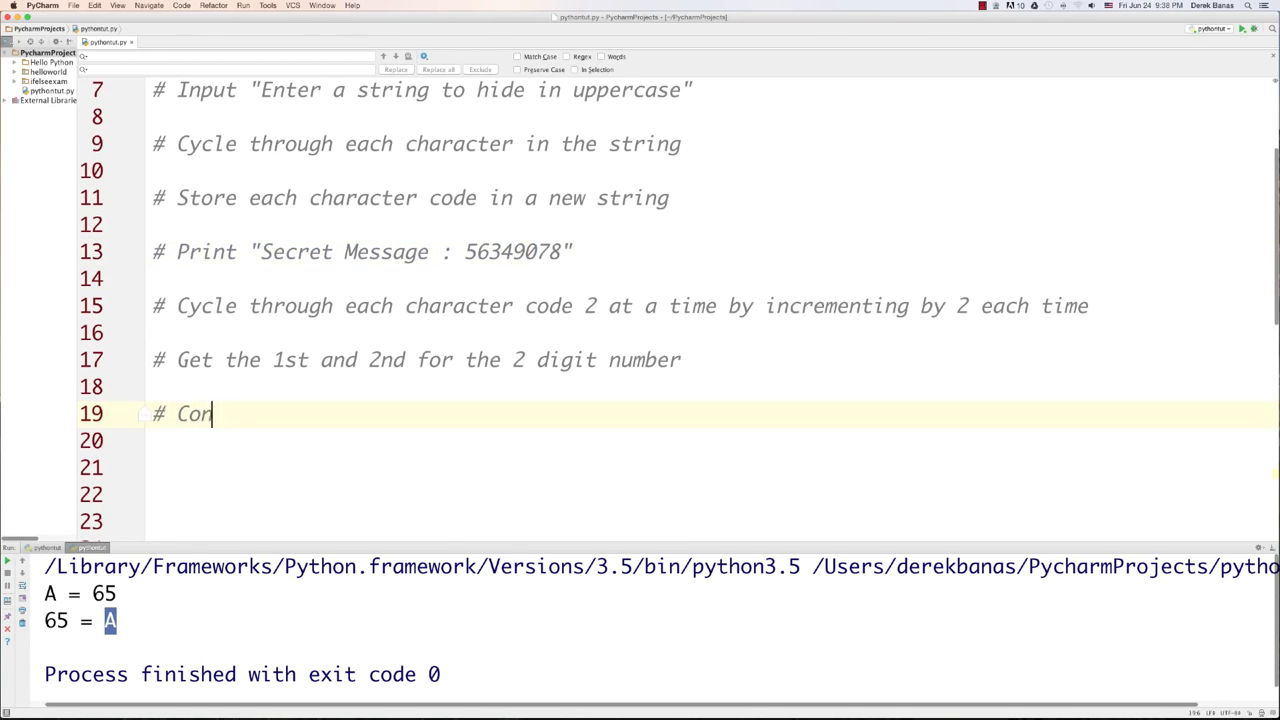 PyCharm File Edit View Navigate Code Refactor Run Tools VCS Window Help Fri Jun 24 9:38 PM Derek Banas
pythontut.py - PycharmProjects - [~/PycharmProjects]
PycharmProjects pythontut.py pythontut
pythontut.py
Match Case Regex Words
Replace Replace all Exclude Preserve Case In Selection
PycharmProject
Hello Python
helloworld
ifelseexam
pythontut.py
External Librarie
7 # Input "Enter a string to hide in uppercase"
8
9 # Cycle through each character in the string
10
11 # Store each character code in a new string
12
13 # Print "Secret Message : 56349078"
14
15 # Cycle through each character code 2 at a time by incrementing by 2 each time
16
17 # Get the 1st and 2nd for the 2 digit number
18
19 # Con
20
21
22
23
Run: pythontut pythontut
/Library/Frameworks/Python.framework/Versions/3.5/bin/python3.5 /Users/derekbanas/PycharmProjects/pytho
A = 65
65 = A
Process finished with exit code 0
19:6 LF÷ UTF-8÷